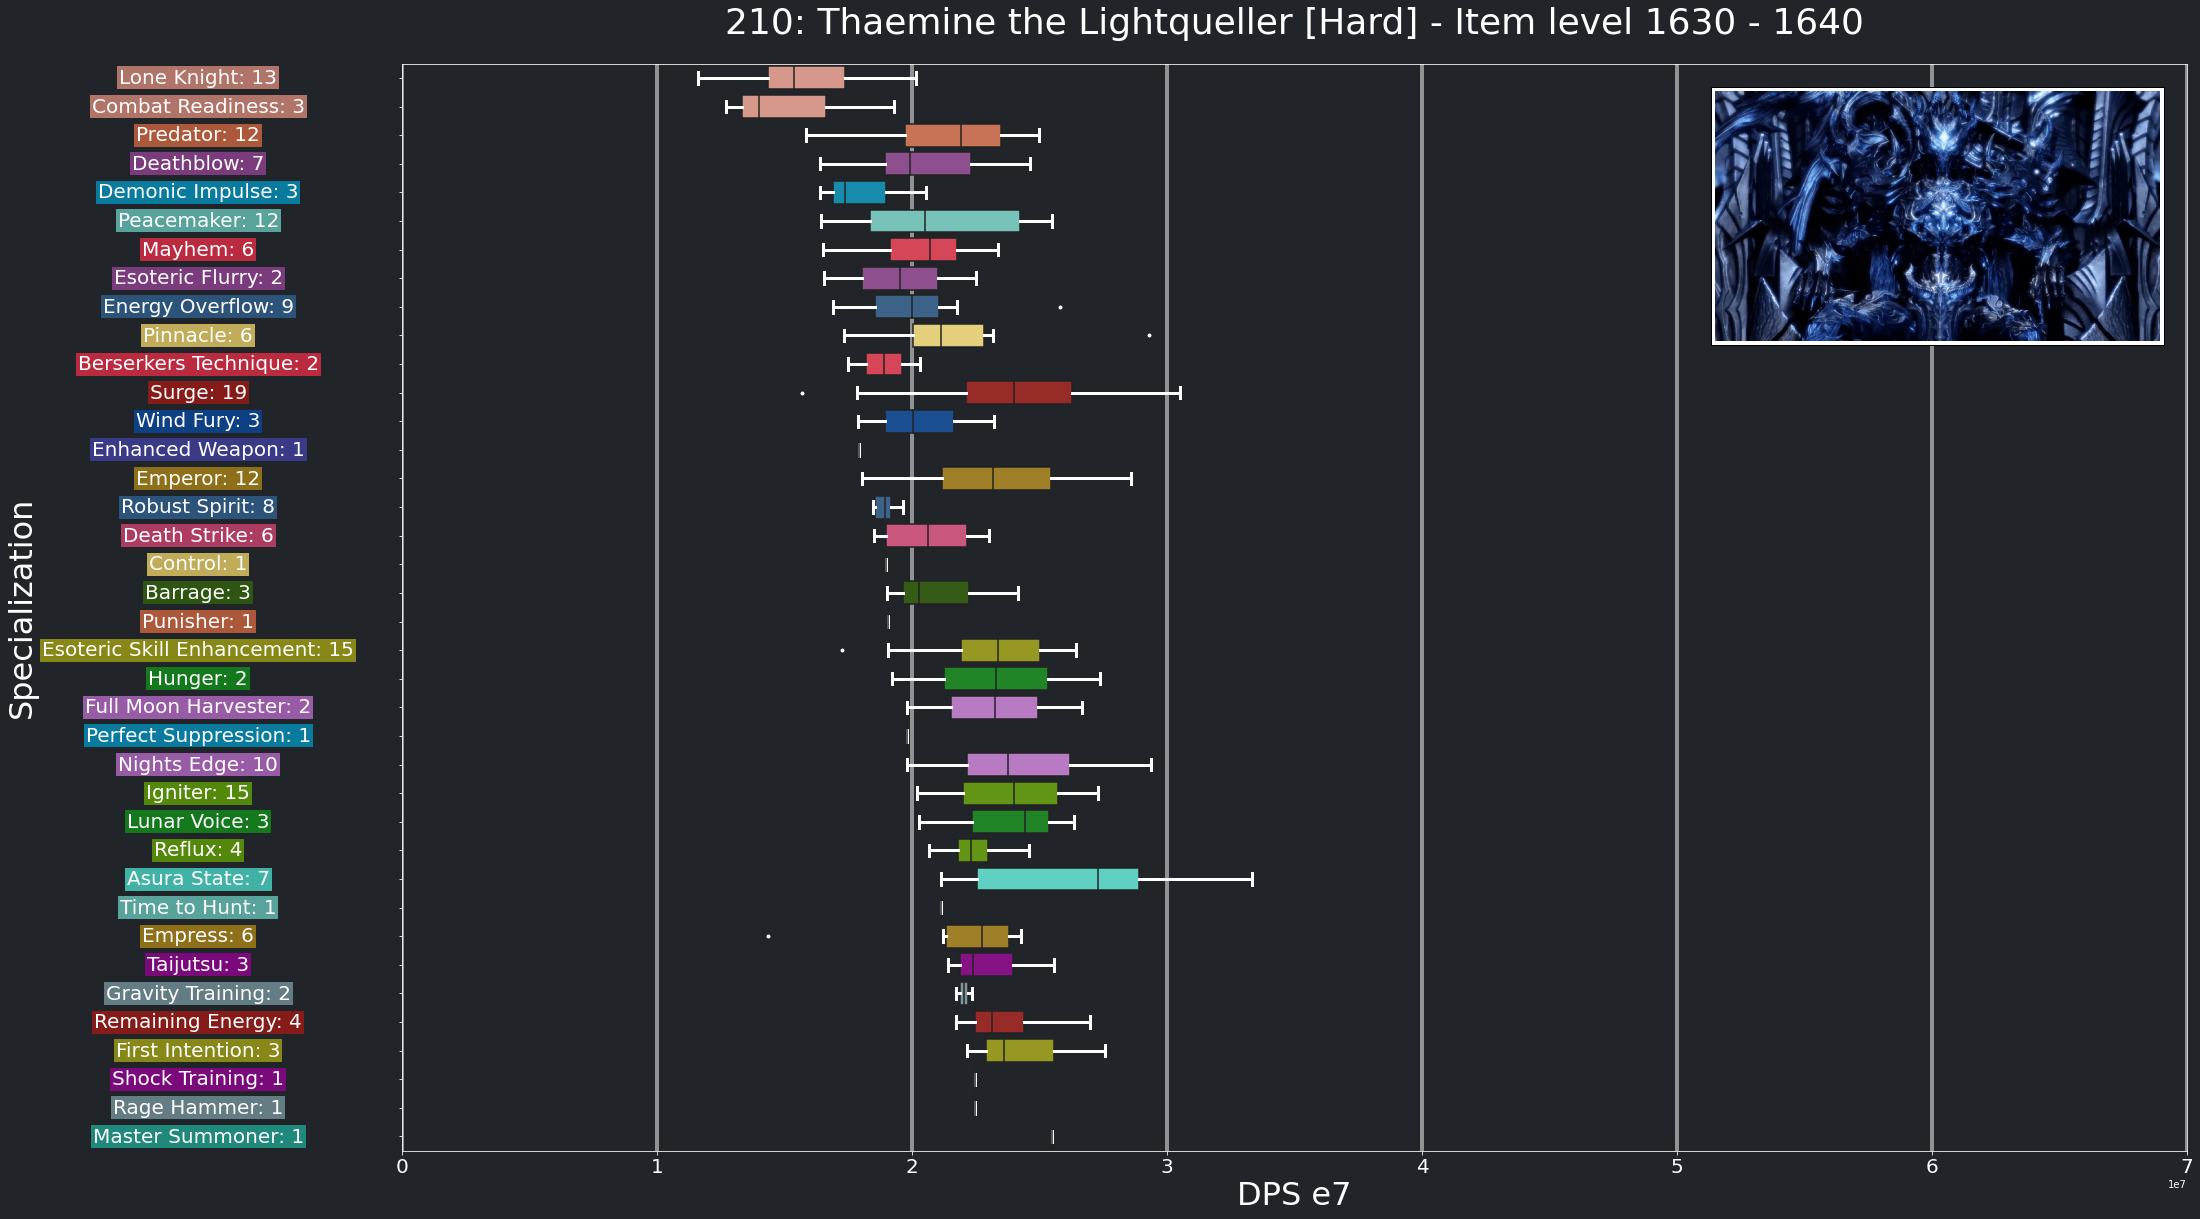 210: Thaemine the Lightqueller [Hard] - Item level 1630 - 1640
Specialization
Lone Knight: 13
Combat Readiness: 3
Predator: 12
Deathblow: 7
Demonic Impulse: 3
Peacemaker: 12
Mayhem: 6
Esoteric Flurry: 2
Energy Overflow: 9
Pinnacle: 6
Berserkers Technique: 2
Surge: 19
Wind Fury: 3
Enhanced Weapon: 1
Emperor: 12
Robust Spirit: 8
Death Strike: 6
Control: 1
Barrage: 3
Punisher: 1
Esoteric Skill Enhancement: 15
Hunger: 2
Full Moon Harvester: 2
Perfect Suppression: 1
Nights Edge: 10
Igniter: 15
Lunar Voice: 3
Reflux: 4
Asura State: 7
Time to Hunt: 1
Empress: 6
Taijutsu: 3
Gravity Training: 2
Remaining Energy: 4
First Intention: 3
Shock Training: 1
Rage Hammer: 1
Master Summoner: 1
0 1 2 3 4 5 6 7
1e7
DPS e7